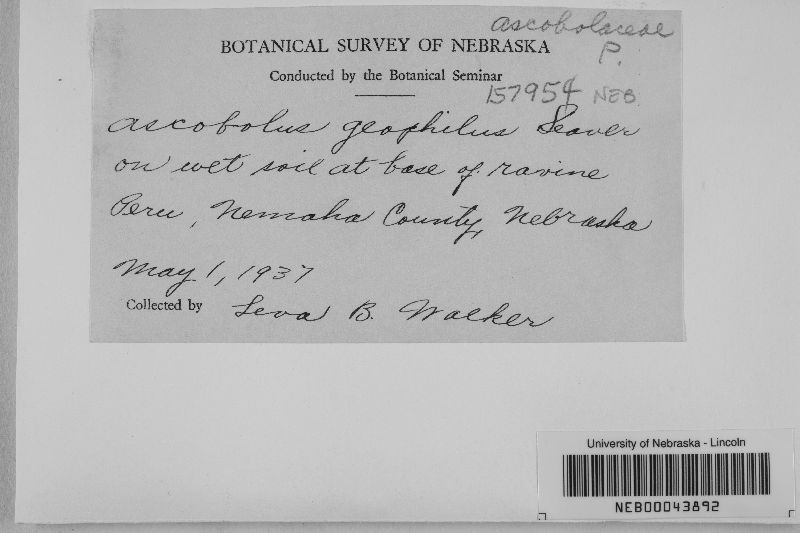 Ascobolaceae
P.
BOTANICAL SURVEY OF NEBRASKA
Conducted by the Botanical Seminar
157954 NEB
Ascobolus geophilus Seaver
on wet soil at base of ravine
Peru, Nemaha County, Nebraska
May 1, 1937
Collected by Leva B. Walker
University of Nebraska - Lincoln
NEB00043892